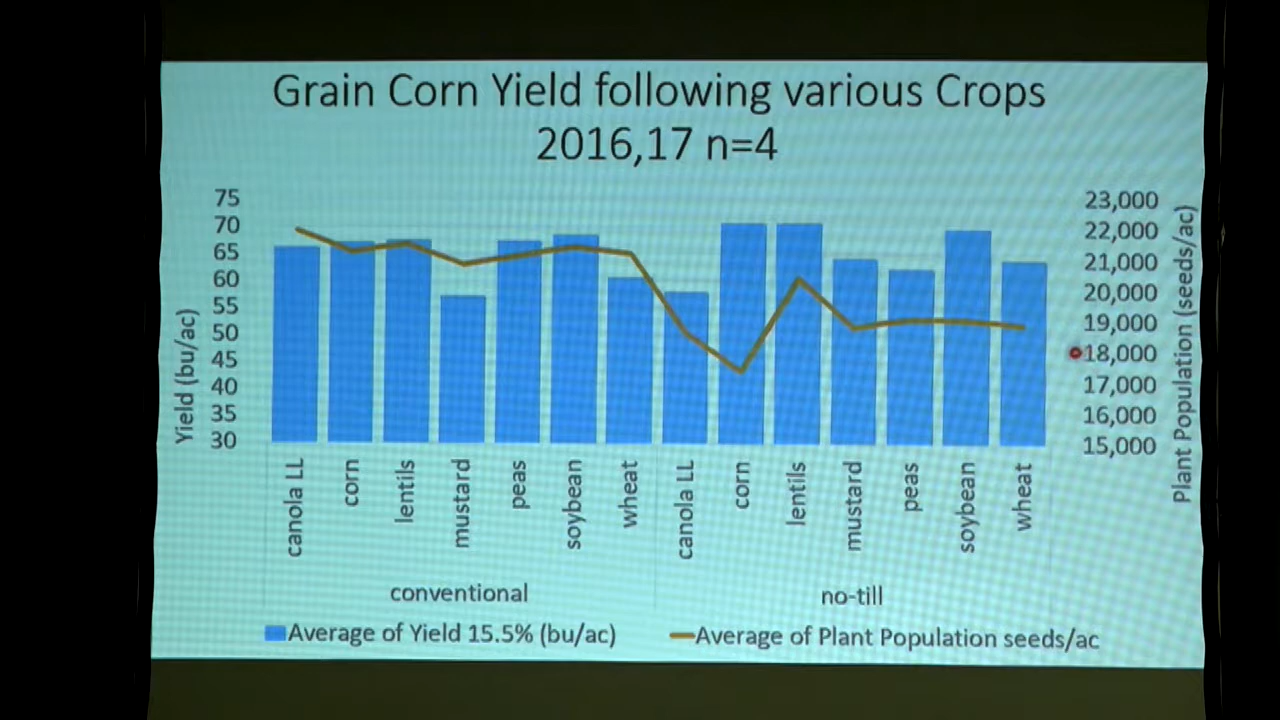 Grain Corn Yield following various Crops
2016,17 n=4
Yield (bu/ac)
75
70
65
60
55
50
45
40
35
30
23,000
22,000
21,000
20,000
19,000
18,000
17,000
16,000
15,000
Plant Population (seeds/ac)
canola LL
corn
lentils
mustard
peas
soybean
wheat
canola LL
corn
lentils
mustard
peas
soybean
wheat
conventional
no-till
Average of Yield 15.5% (bu/ac)
Average of Plant Population seeds/ac